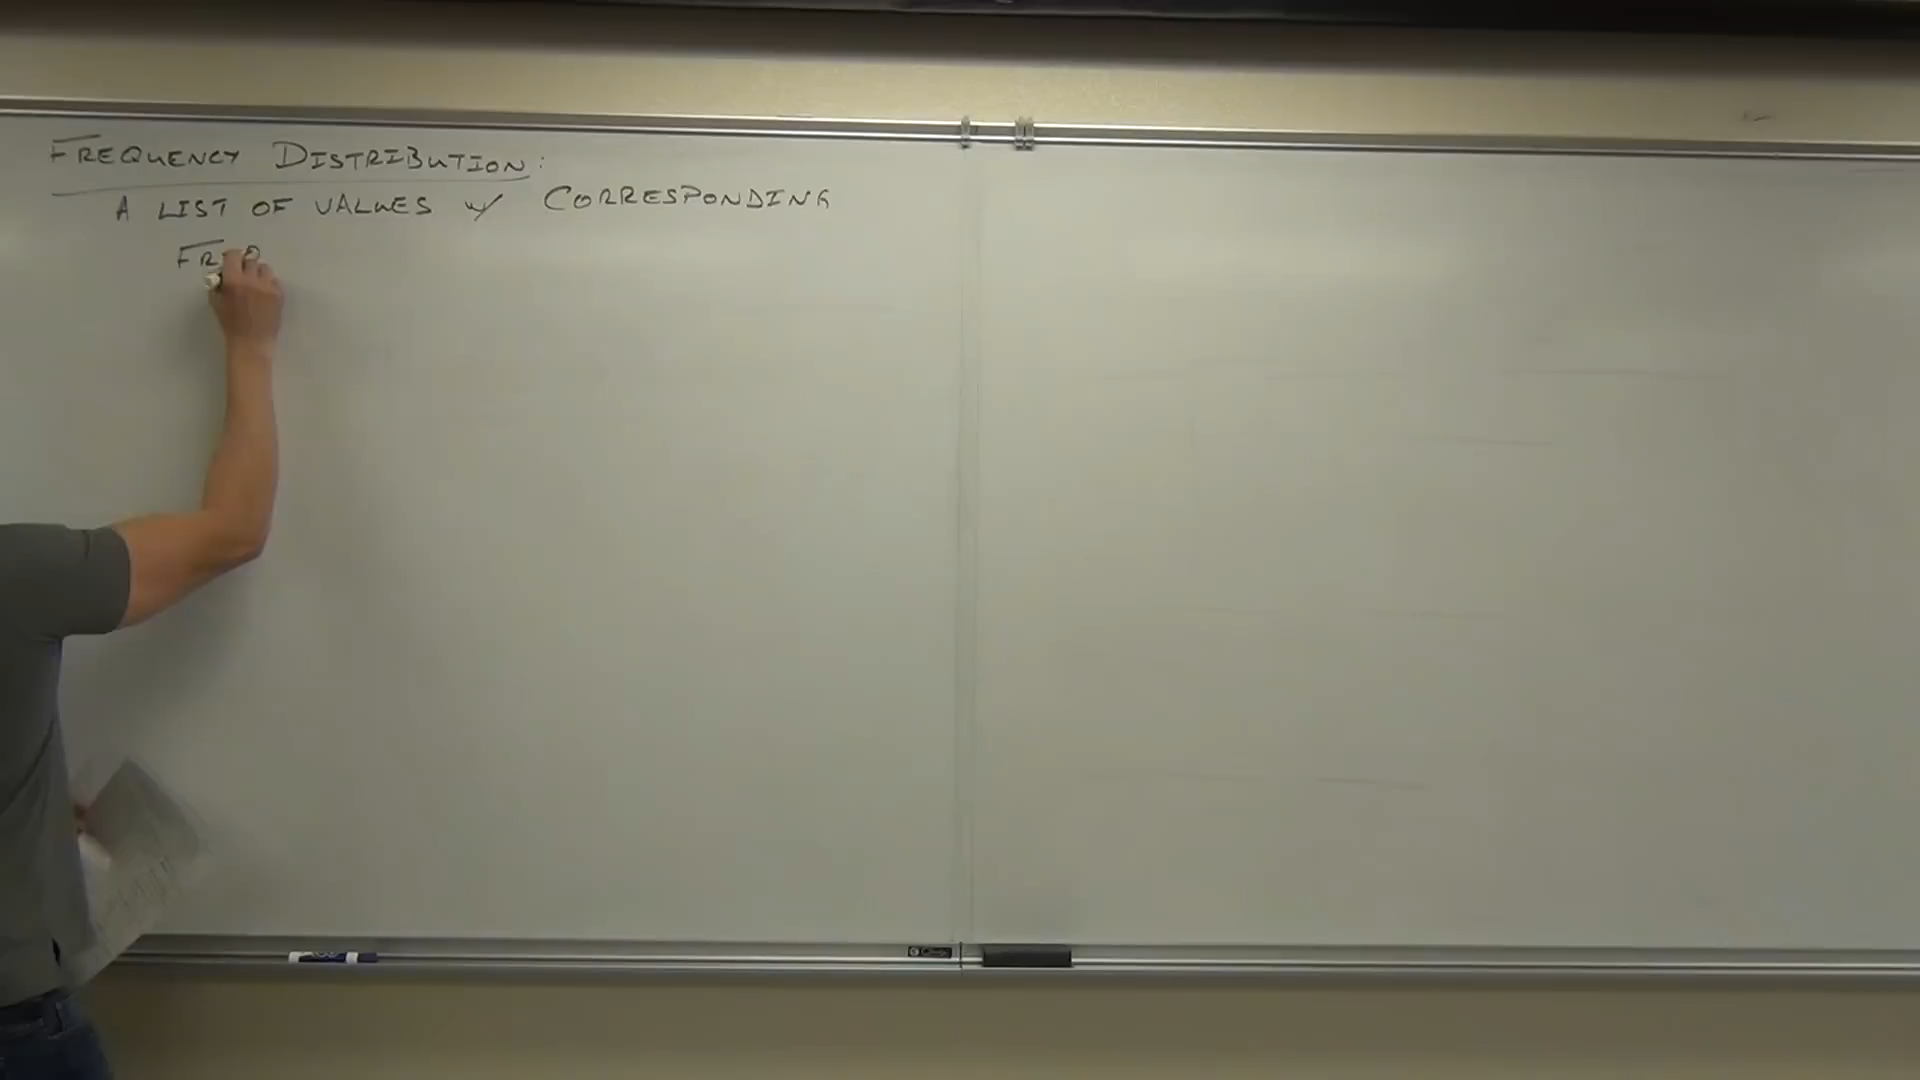 FREQUENCY DISTRIBUTION:
A LIST OF VALUES w/ CORRESPONDING